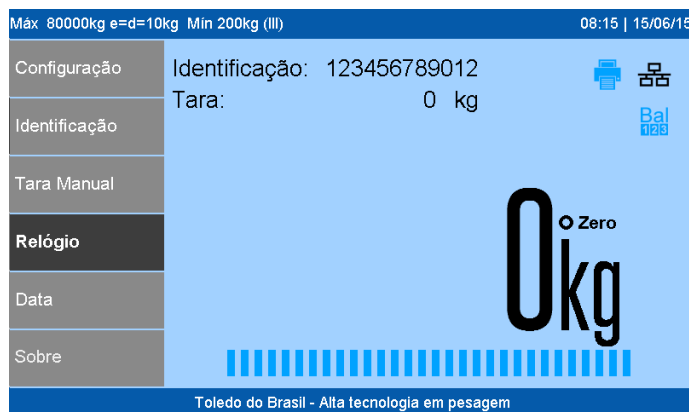 Máx 80000kg e=d=10kg Mín 200kg (III)
08:15 | 15/06/15
Configuração
Identificação
Tara Manual
Relógio
Data
Sobre
Identificação: 123456789012
Tara: 0 kg
Bal
123
Zero
0kg
Toledo do Brasil - Alta tecnologia em pesagem